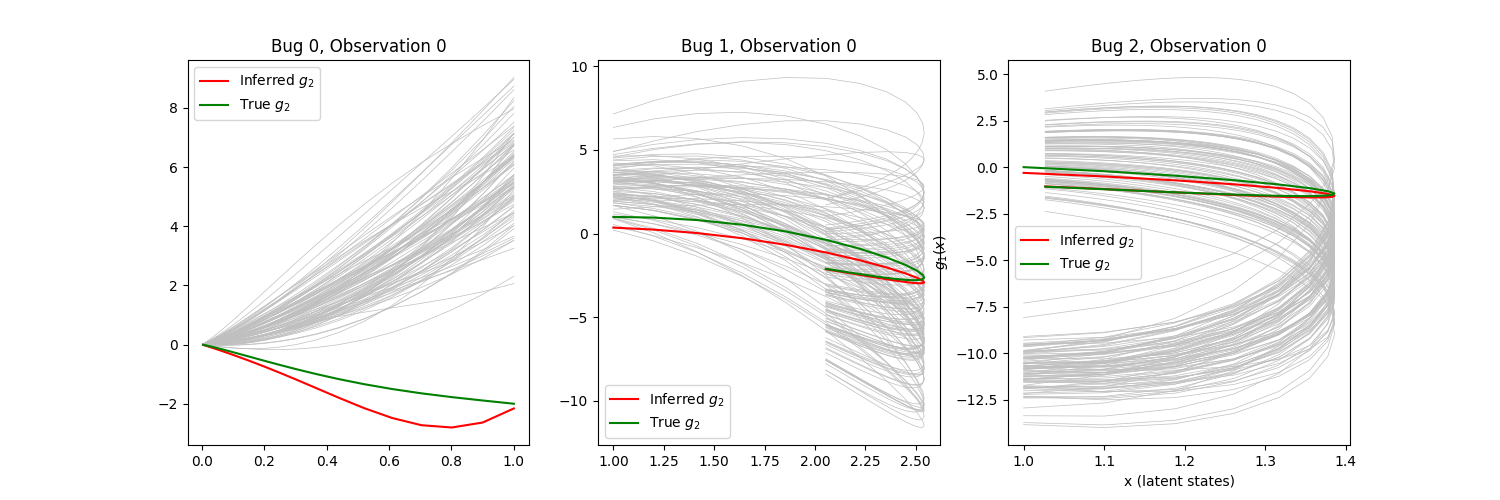 Bug 0, Observation 0
Inferred g₂
True g₂
8
6
4
2
0
−2
0.0 0.2 0.4 0.6 0.8 1.0
Bug 1, Observation 0
10
5
0
−5
−10
Inferred g₂
True g₂
1.00 1.25 1.50 1.75 2.00 2.25 2.50
Bug 2, Observation 0
g₁(x)
5.0
2.5
0.0
−2.5
−5.0
−7.5
−10.0
−12.5
Inferred g₂
True g₂
1.0 1.1 1.2 1.3 1.4
x (latent states)